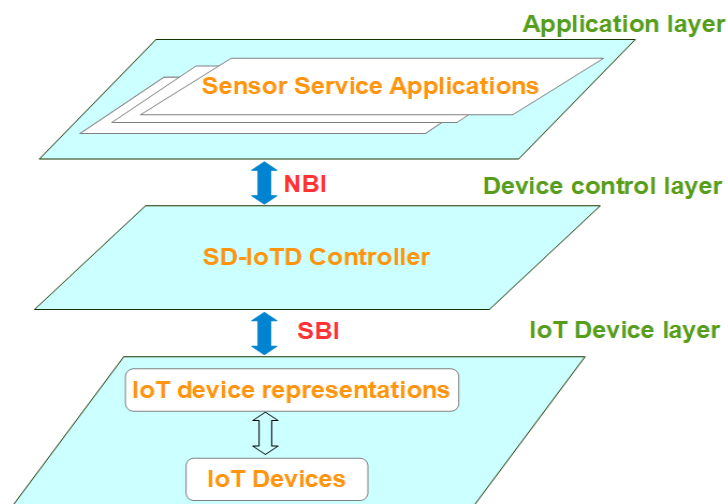 Application layer
Sensor Service Applications
NBI
Device control layer
SD-IoTD Controller
SBI
IoT Device layer
IoT device representations
IoT Devices